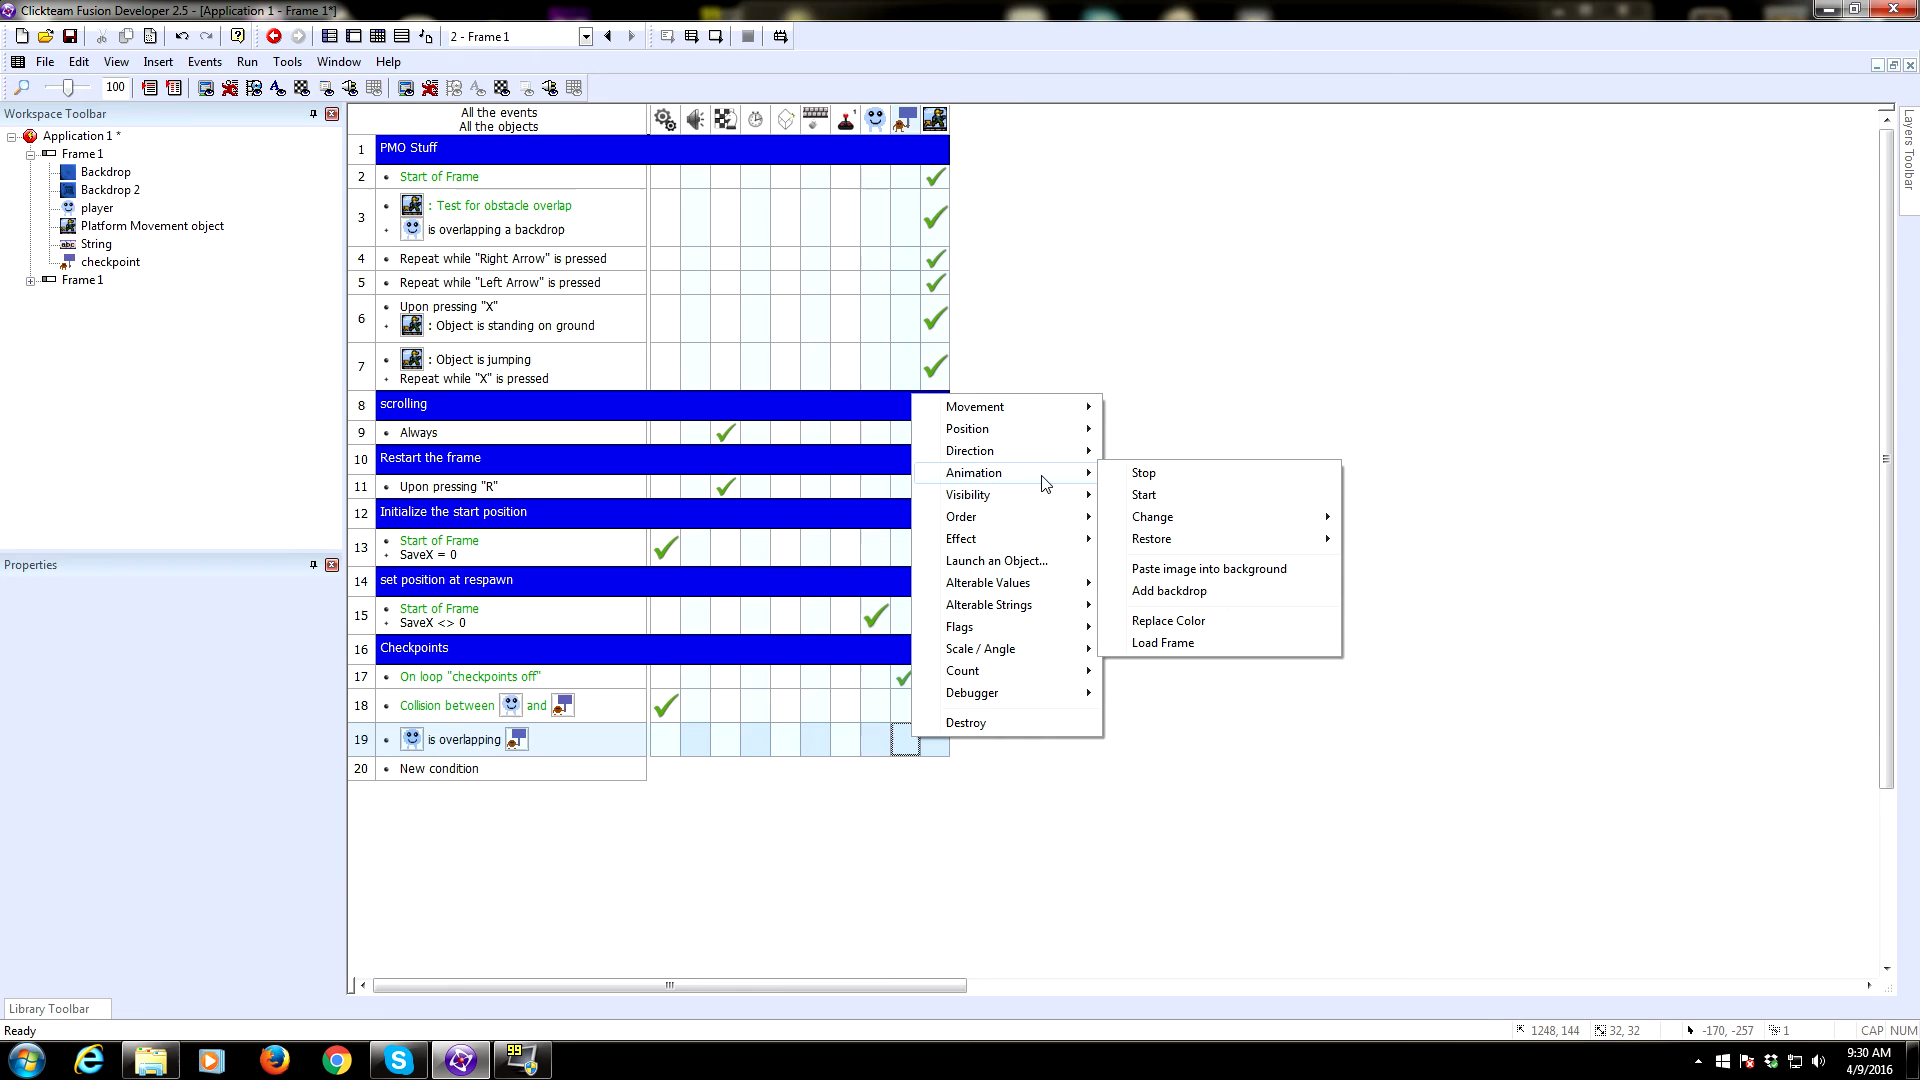 Clickteam Fusion Developer 2.5 - [Application 1 - Frame 1*]
2 - Frame 1
File Edit View Insert Events Run Tools Window Help
100
Workspace Toolbar
Application 1 *
Frame 1
Backdrop
Backdrop 2
player
Platform Movement object
abc String
checkpoint
Frame 1
Properties
Library Toolbar
Layers Toolbar
All the events
All the objects
1 PMO Stuff
2 Start of Frame
3 : Test for obstacle overlap
is overlapping a backdrop
4 Repeat while "Right Arrow" is pressed
5 Repeat while "Left Arrow" is pressed
6 Upon pressing "X"
: Object is standing on ground
7 : Object is jumping
Repeat while "X" is pressed
8 scrolling
9 Always
10 Restart the frame
11 Upon pressing "R"
12 Initialize the start position
13 Start of Frame
SaveX = 0
14 set position at respawn
15 Start of Frame
SaveX <> 0
16 Checkpoints
17 On loop "checkpoints off"
18 Collision between and
19 is overlapping
20 New condition
Movement
Position
Direction
Animation
Visibility
Order
Effect
Launch an Object...
Alterable Values
Alterable Strings
Flags
Scale / Angle
Count
Debugger
Destroy
Stop
Start
Change
Restore
Paste image into background
Add backdrop
Replace Color
Load Frame
Ready
1248, 144 32, 32 -170, -257 1 CAP NUM
99
9:30 AM
4/9/2016